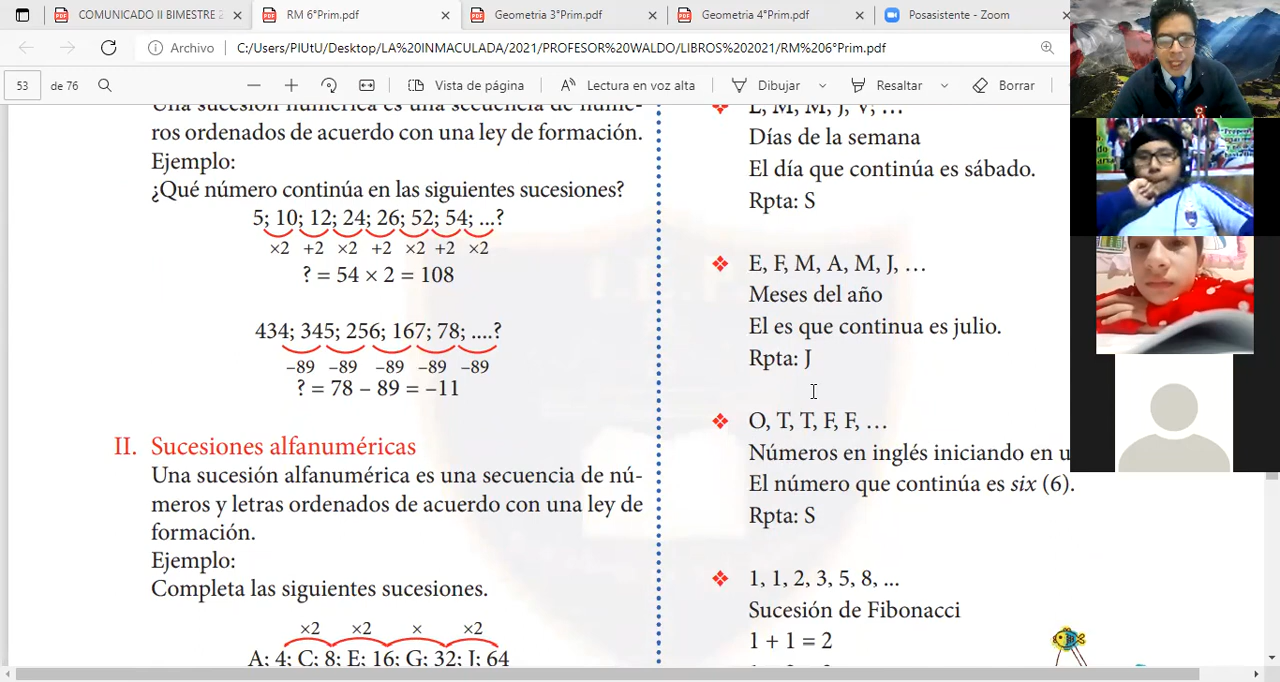 COMUNICADO II BIMESTRE 2
RM 6°Prim.pdf
Geometria 3°Prim.pdf
Geometria 4°Prim.pdf
Posasistente - Zoom
Archivo
C:/Users/PIUtU/Desktop/LA%20INMACULADA/2021/PROFESOR%20WALDO/LIBROS%202021/RM%206°Prim.pdf
53 de 76
Vista de página
Lectura en voz alta
Dibujar
Resaltar
Borrar
Una sucesión numérica es una secuencia de núme-
ros ordenados de acuerdo con una ley de formación.
Ejemplo:
¿Qué número continúa en las siguientes sucesiones?
5; 10; 12; 24; 26; 52; 54; ...?
×2 +2 ×2 +2 ×2 +2 ×2
? = 54 × 2 = 108
434; 345; 256; 167; 78; ....?
−89 −89 −89 −89 −89
? = 78 − 89 = −11
II. Sucesiones alfanuméricas
Una sucesión alfanumérica es una secuencia de nú-
meros y letras ordenados de acuerdo con una ley de
formación.
Ejemplo:
Completa las siguientes sucesiones.
×2 ×2 × ×2
A; 4; C; 8; E; 16; G; 32; I; 64
L, M, M, J, V, ...
Días de la semana
El día que continúa es sábado.
Rpta: S
E, F, M, A, M, J, ...
Meses del año
El es que continua es julio.
Rpta: J
O, T, T, F, F, ...
Números en inglés iniciando en u
El número que continúa es six (6).
Rpta: S
1, 1, 2, 3, 5, 8, ...
Sucesión de Fibonacci
1 + 1 = 2